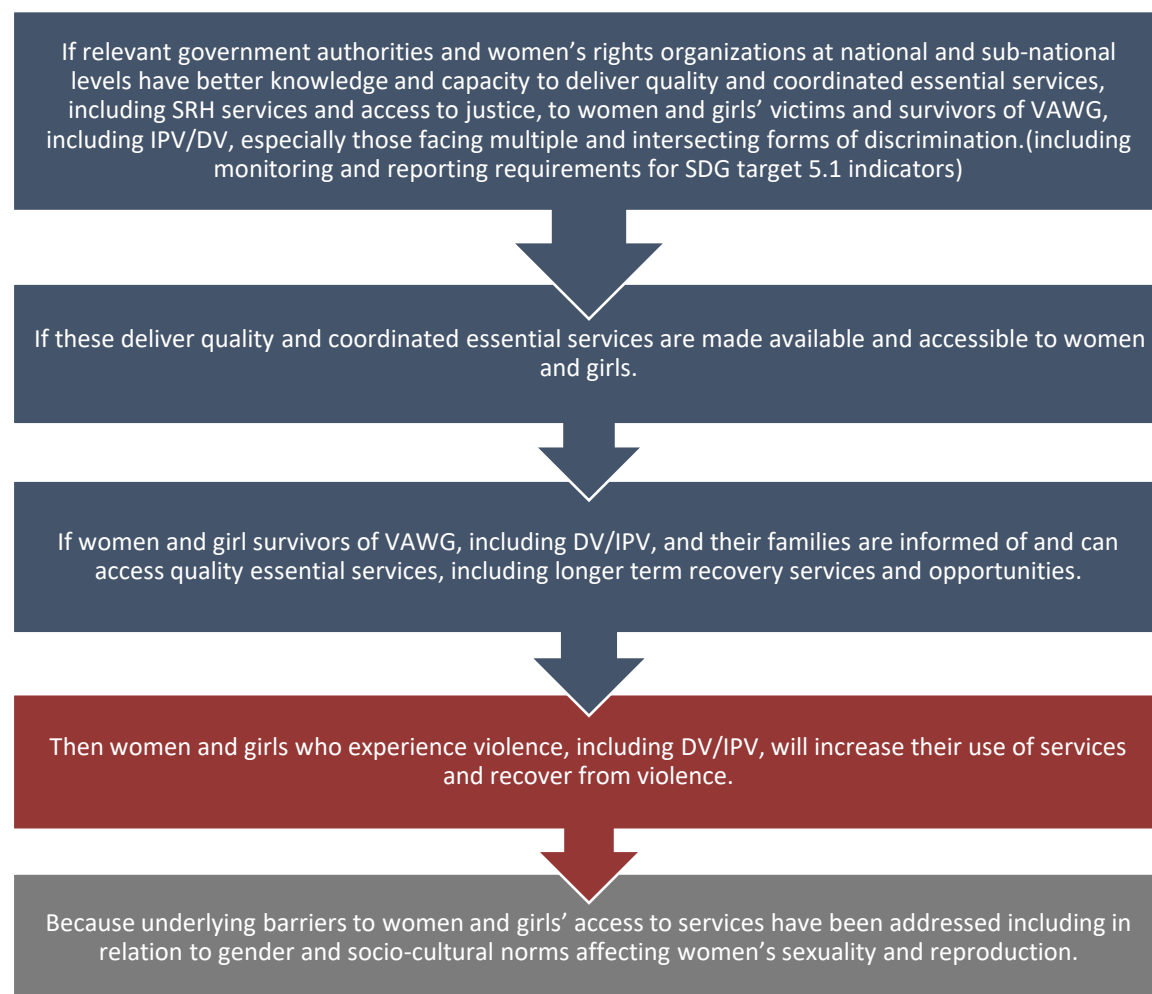 If relevant government authorities and women’s rights organizations at national and sub-national
levels have better knowledge and capacity to deliver quality and coordinated essential services,
including SRH services and access to justice, to women and girls’ victims and survivors of VAWG,
including IPV/DV, especially those facing multiple and intersecting forms of discrimination.(including
monitoring and reporting requirements for SDG target 5.1 indicators)
If these deliver quality and coordinated essential services are made available and accessible to women
and girls.
If women and girl survivors of VAWG, including DV/IPV, and their families are informed of and can
access quality essential services, including longer term recovery services and opportunities.
Then women and girls who experience violence, including DV/IPV, will increase their use of services
and recover from violence.
Because underlying barriers to women and girls’ access to services have been addressed including in
relation to gender and socio-cultural norms affecting women’s sexuality and reproduction.